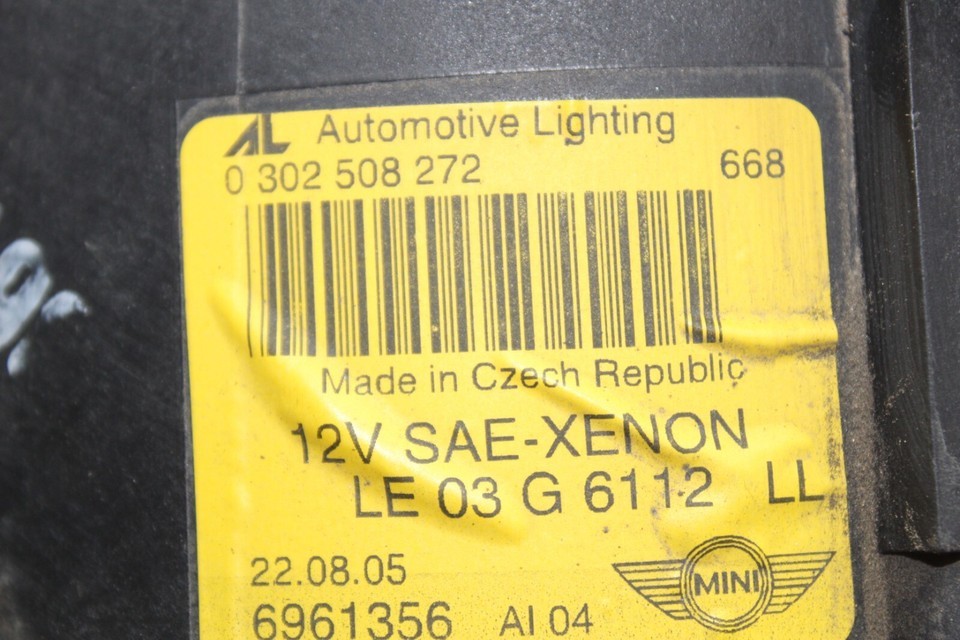 AL Automotive Lighting
0 302 508 272 668
Made in Czech Republic
12V SAE-XENON
LE 03 G 6112 LL
22.08.05
MINI
6961356 AI 04